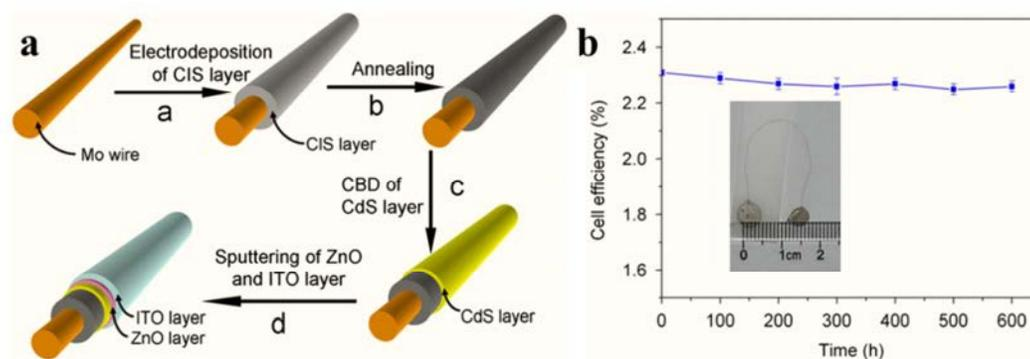 a
Electrodeposition
of CIS layer
a
Mo wire
CIS layer
Annealing
b
CBD of
CdS layer
c
CdS layer
Sputtering of ZnO
and ITO layer
d
ITO layer
ZnO layer
b
Cell efficiency (%)
2.4
2.2
2.0
1.8
1.6
0 1cm 2
0 100 200 300 400 500 600
Time (h)